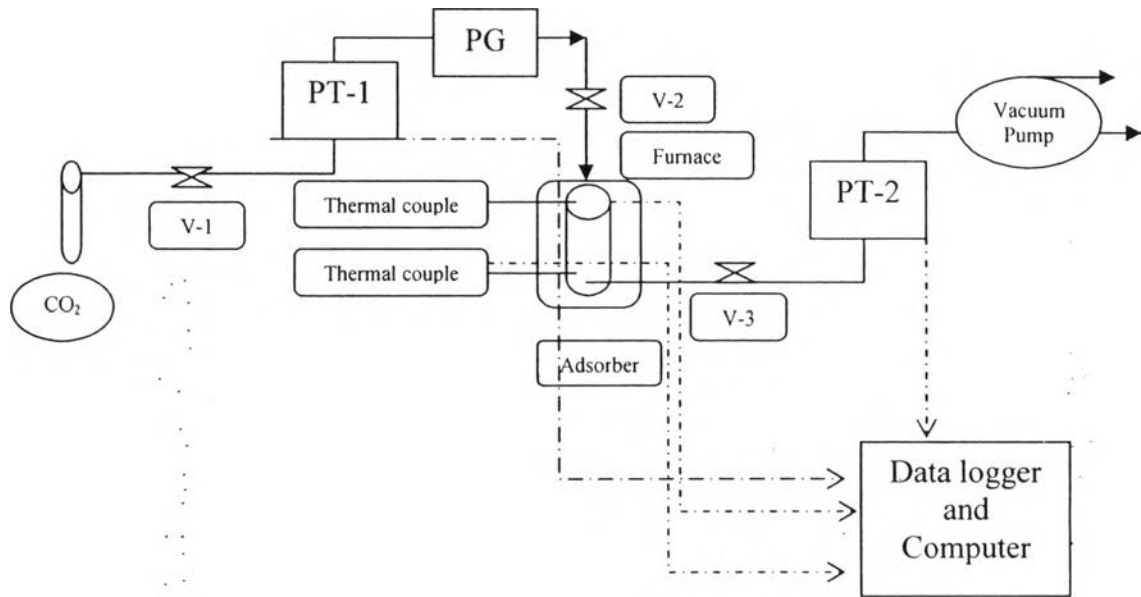 PG
PT-1
V-2
Vacuum
Pump
Furnace
PT-2
Thermal couple
V-1
Thermal couple
CO₂
V-3
Adsorber
Data logger
and
Computer